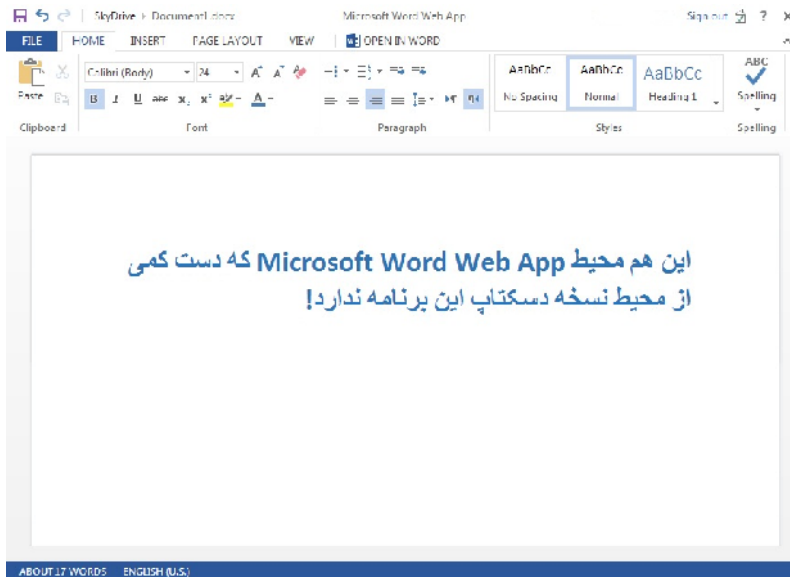 SkyDrive › Document1.docx Microsoft Word Web App Sign out ?
FILE HOME INSERT PAGE LAYOUT VIEW OPEN IN WORD
Calibri (Body) 24 AaBbCc AaBbCc AaBbCc ABC
Paste B I U abc No Spacing Normal Heading 1 Spelling
Clipboard Font Paragraph Styles Spelling
این هم محیط Microsoft Word Web App که دست کمی
از محیط نسخه دسکتاپ این برنامه ندارد!
ABOUT 17 WORDS ENGLISH (U.S.)